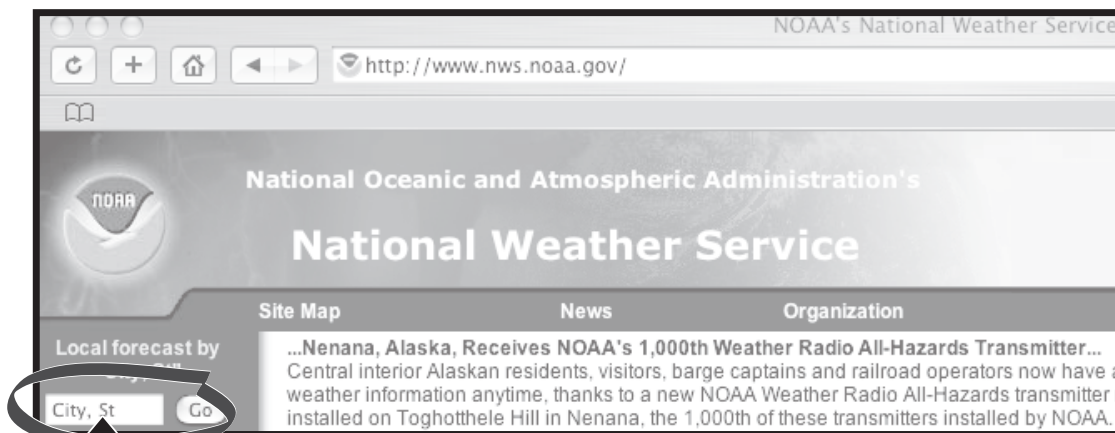 NOAA's National Weather Service
http://www.nws.noaa.gov/
NOAA
National Oceanic and Atmospheric Administration's
National Weather Service
Site Map News Organization
Local forecast by
City, St Go
...Nenana, Alaska, Receives NOAA's 1,000th Weather Radio All-Hazards Transmitter...
Central interior Alaskan residents, visitors, barge captains and railroad operators now have a
weather information anytime, thanks to a new NOAA Weather Radio All-Hazards transmitter
installed on Toghotthele Hill in Nenana, the 1,000th of these transmitters installed by NOAA.